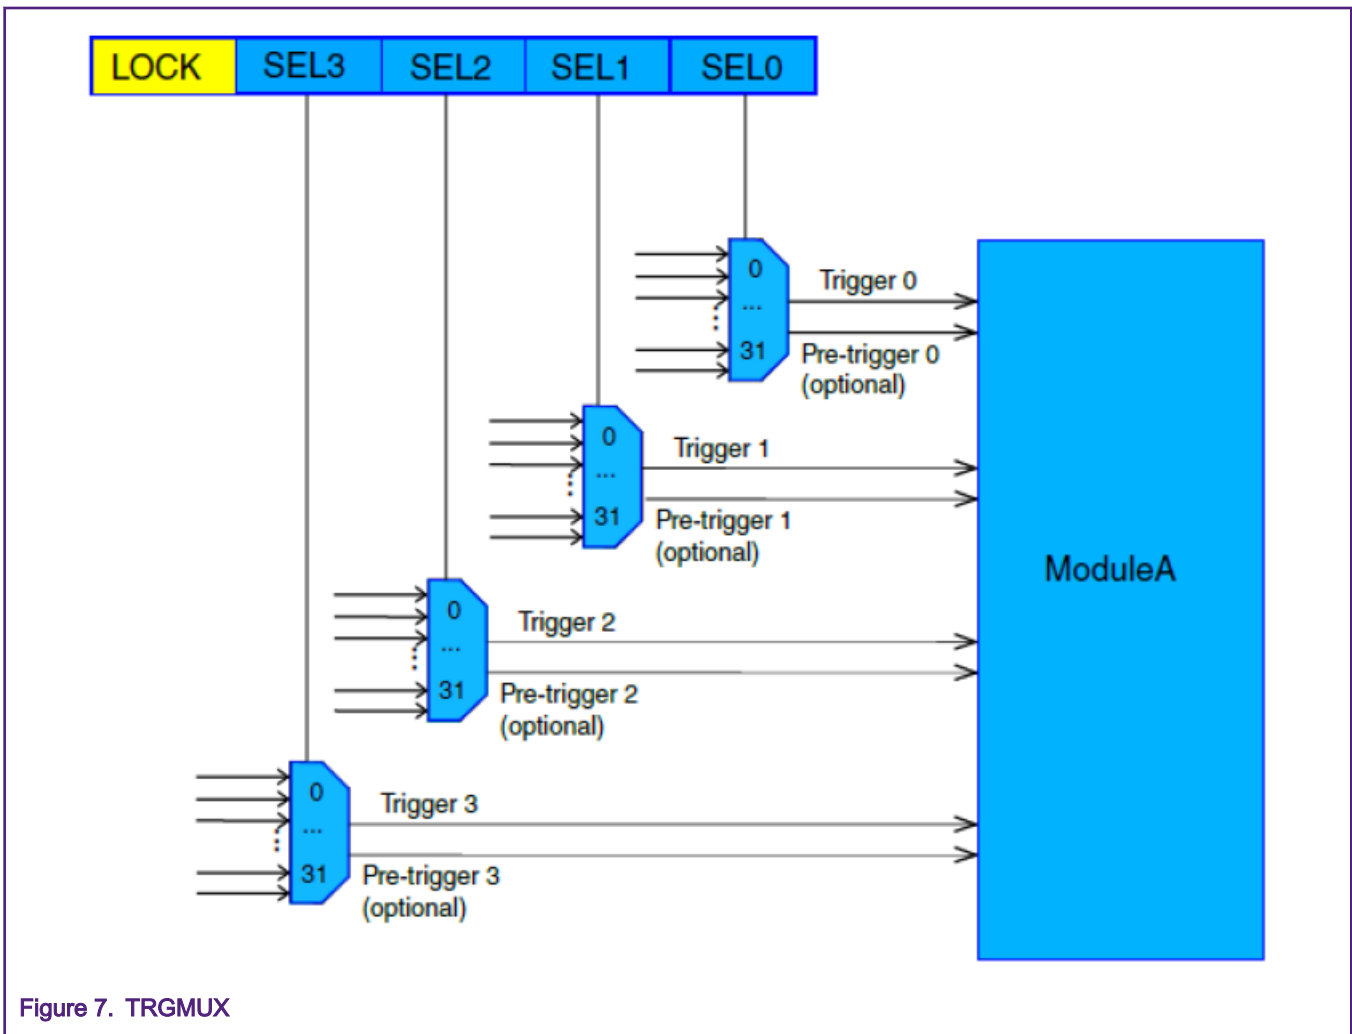 LOCK SEL3 SEL2 SEL1 SEL0
0
...
31
Trigger 0
Pre-trigger 0
(optional)
0
...
31
Trigger 1
Pre-trigger 1
(optional)
ModuleA
0
...
31
Trigger 2
Pre-trigger 2
(optional)
0
...
31
Trigger 3
Pre-trigger 3
(optional)
Figure 7. TRGMUX